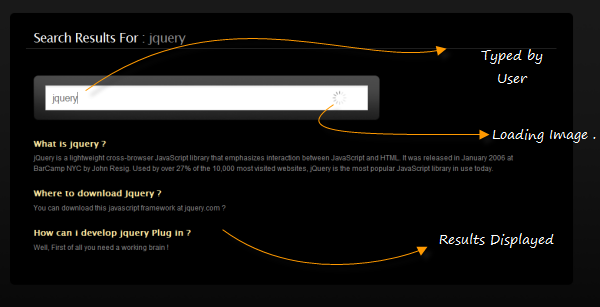 Search Results For : jquery
Typed by
User
jquery
Loading Image .
What is jquery ?
jQuery is a lightweight cross-browser JavaScript library that emphasizes interaction between JavaScript and HTML. It was released in January 2006 at
BarCamp NYC by John Resig. Used by over 27% of the 10,000 most visited websites, jQuery is the most popular JavaScript library in use today.
Where to download Jquery ?
You can download this javascript framework at jquery.com ?
How can i develop jquery Plug in ?
Well, First of all you need a working brain !
Results Displayed